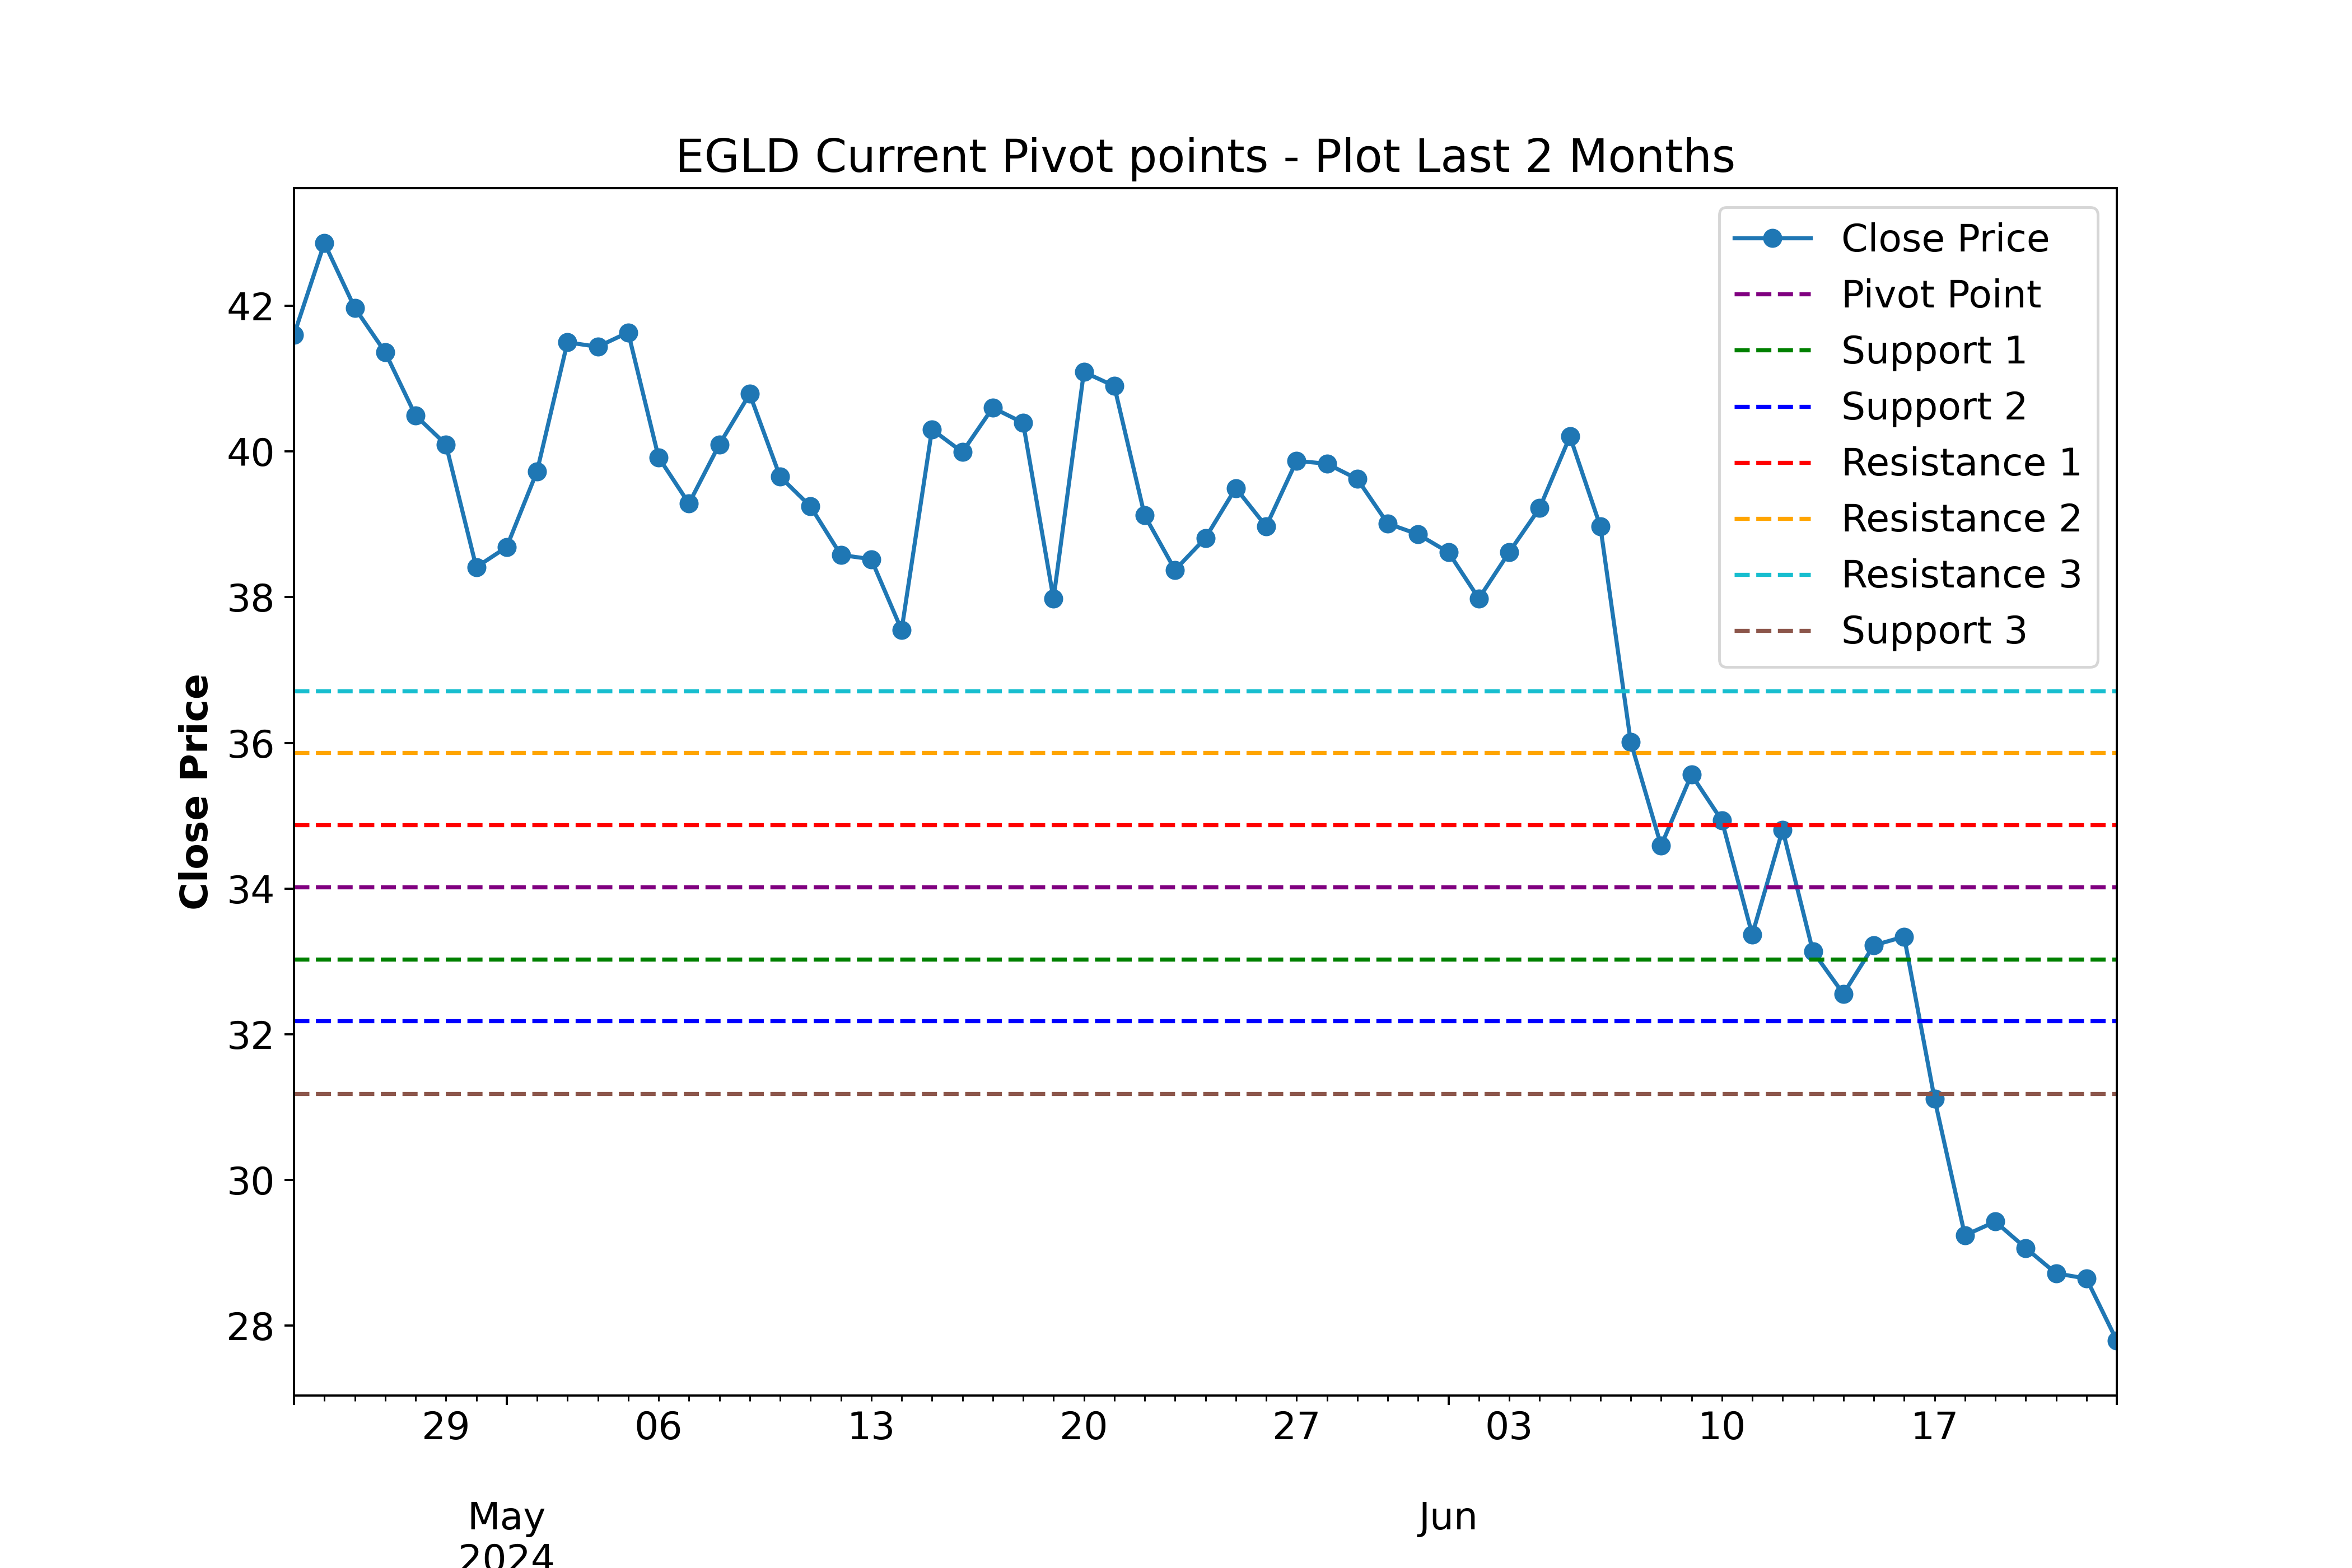 EGLD Current Pivot points - Plot Last 2 Months
Close Price
Pivot Point
Support 1
Support 2
Resistance 1
Resistance 2
Resistance 3
Support 3
Close Price
42
40
38
36
34
32
30
28
29 06 13 20 27 03 10 17
May Jun
2024